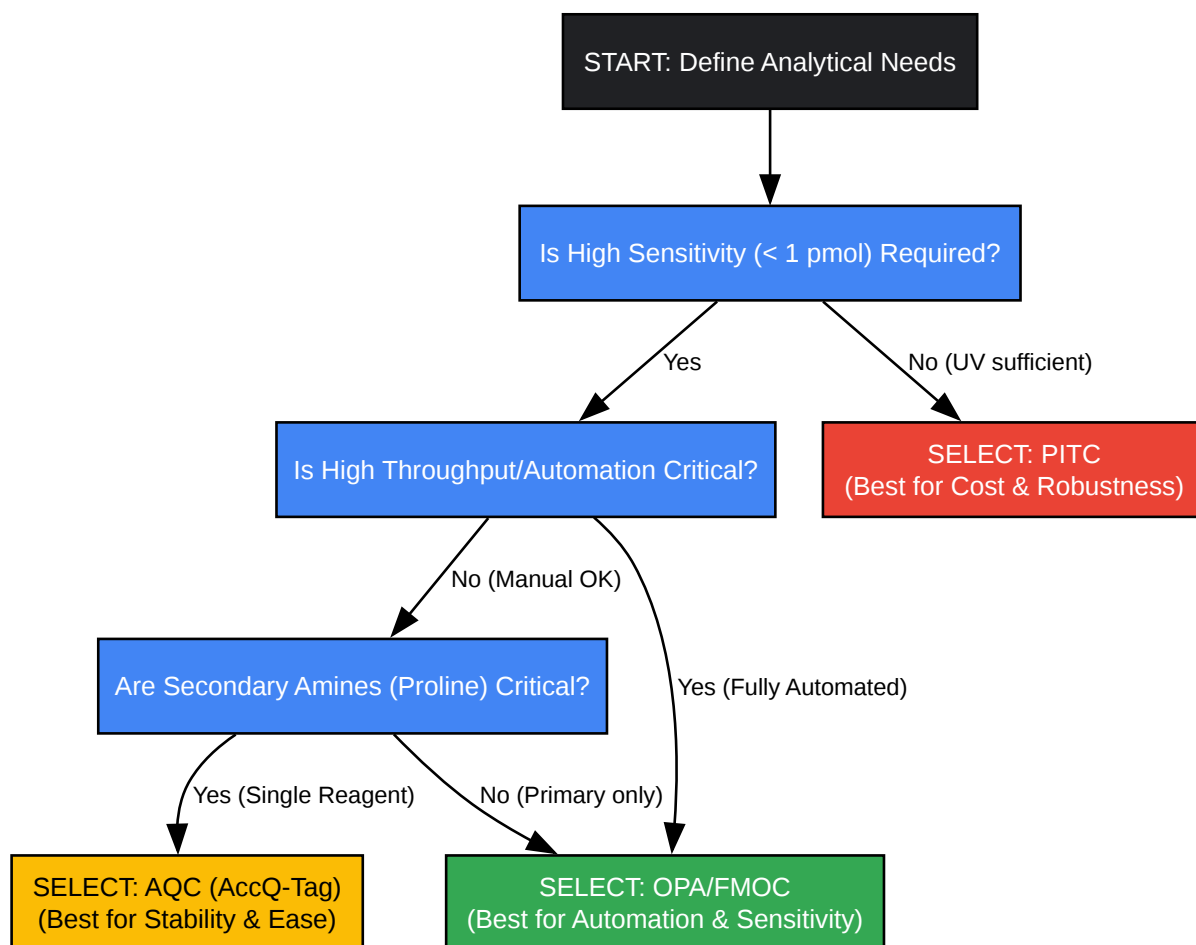 START: Define Analytical Needs
Is High Sensitivity (< 1 pmol) Required?
Yes
No (UV sufficient)
Is High Throughput/Automation Critical?
SELECT: PITC
(Best for Cost & Robustness)
No (Manual OK)
Are Secondary Amines (Proline) Critical?
Yes (Fully Automated)
Yes (Single Reagent)
No (Primary only)
SELECT: AQC (AccQ-Tag)
(Best for Stability & Ease)
SELECT: OPA/FMOC
(Best for Automation & Sensitivity)